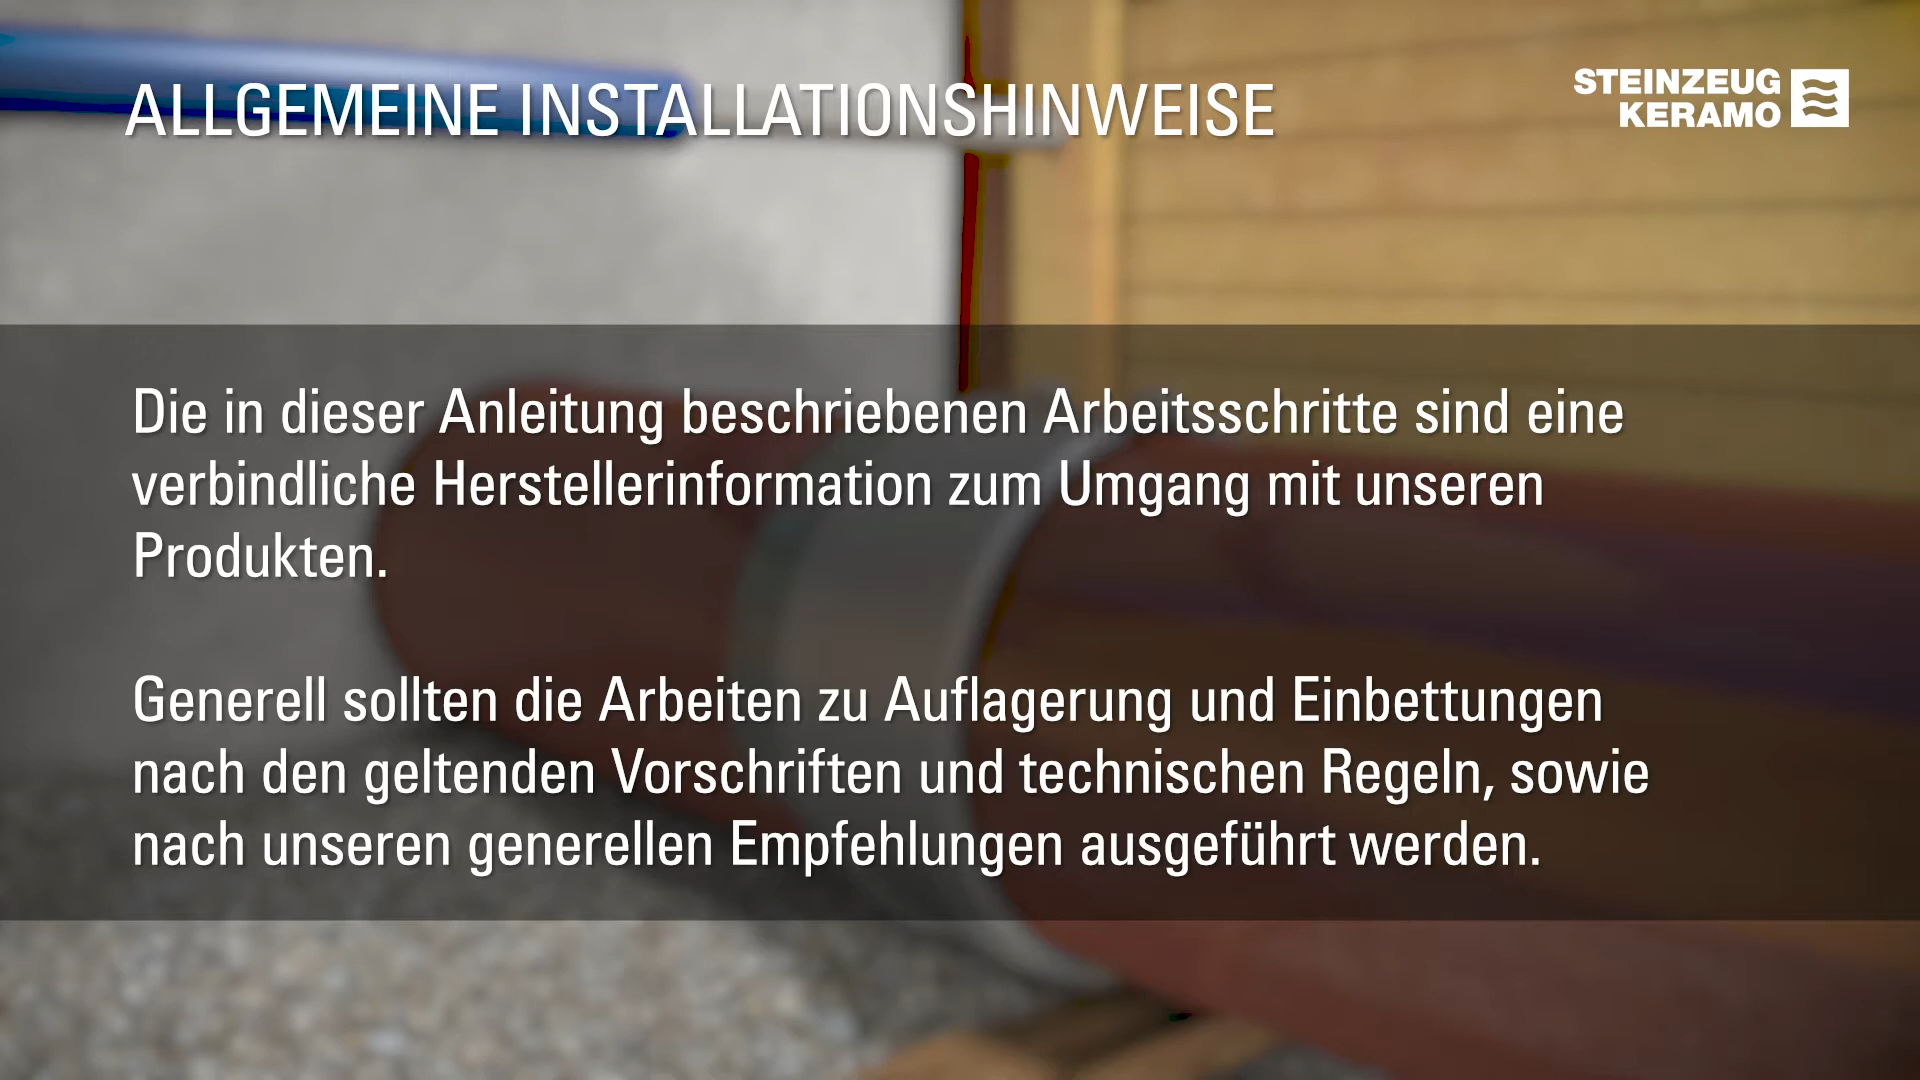 ALLGEMEINE INSTALLATIONSHINWEISE
STEINZEUG
KERAMO
Die in dieser Anleitung beschriebenen Arbeitsschritte sind eine
verbindliche Herstellerinformation zum Umgang mit unseren
Produkten.
Generell sollten die Arbeiten zu Auflagerung und Einbettungen
nach den geltenden Vorschriften und technischen Regeln, sowie
nach unseren generellen Empfehlungen ausgeführt werden.